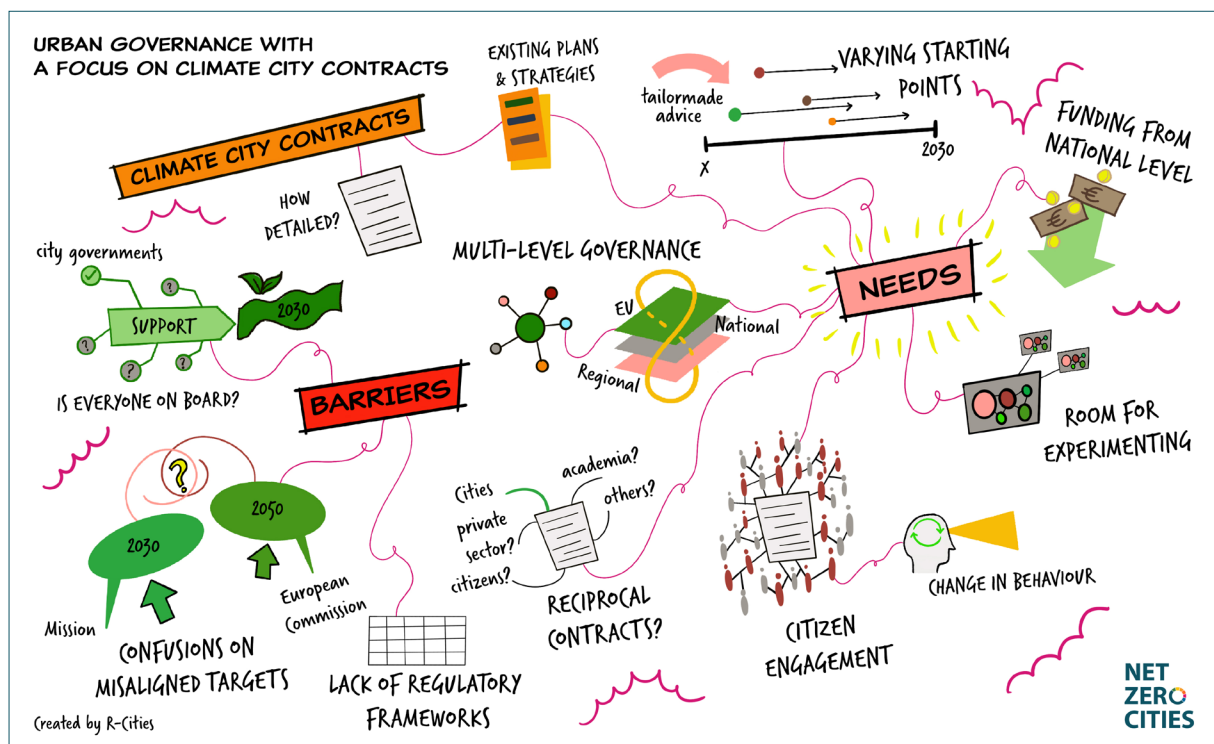 URBAN GOVERNANCE WITH
A FOCUS ON CLIMATE CITY CONTRACTS
CLIMATE CITY CONTRACTS
HOW
DETAILED?
EXISTING PLANS
& STRATEGIES
tailormade
advice
VARYING STARTING
POINTS
X
2030
FUNDING FROM
NATIONAL LEVEL
€
€
city governments
?
SUPPORT
2030
?
?
?
IS EVERYONE ON BOARD?
MULTI-LEVEL GOVERNANCE
EU
National
Regional
NEEDS
BARRIERS
ROOM FOR
EXPERIMENTING
?
2050
2030
Mission
European
Commission
CONFUSIONS ON
MISALIGNED TARGETS
LACK OF REGULATORY
FRAMEWORKS
academia?
Cities
others?
private
sector?
citizens?
RECIPROCAL
CONTRACTS?
CITIZEN
ENGAGEMENT
CHANGE IN BEHAVIOUR
Created by R-Cities
NET
ZERO
CITIES